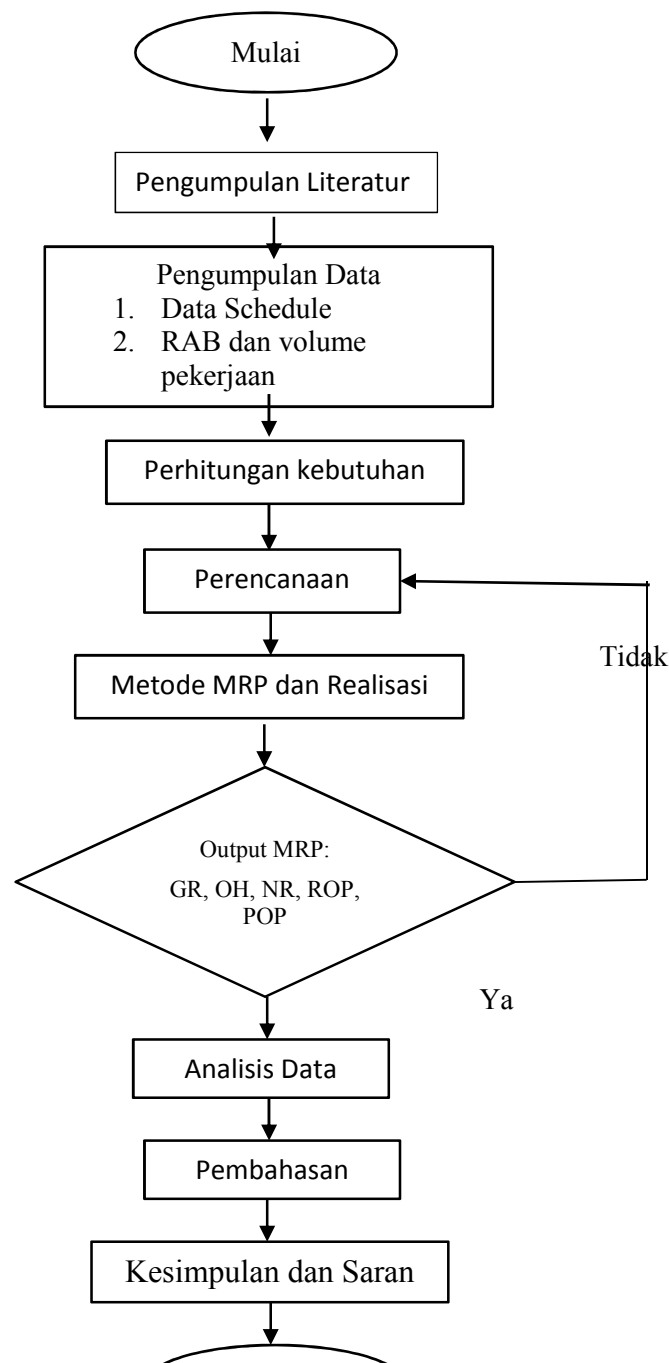 Mulai
Pengumpulan Literatur
Pengumpulan Data
1. Data Schedule
2. RAB dan volume
pekerjaan
Perhitungan kebutuhan
Perencanaan
Tidak
Metode MRP dan Realisasi
Output MRP:
GR, OH, NR, ROP,
POP
Ya
Analisis Data
Pembahasan
Kesimpulan dan Saran